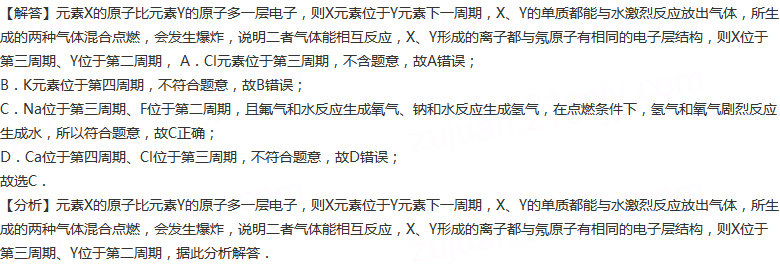 【解答】元素X的原子比元素Y的原子多一层电子，则X元素位于Y元素下一周期，X、Y的单质都能与水激烈反应放出气体，所生
成的两种气体混合点燃，会发生爆炸，说明二者气体能相互反应，X、Y形成的离子都与氖原子有相同的电子层结构，则X位于
第三周期、Y位于第二周期， A．Cl元素位于第三周期，不含题意，故A错误；
B．K元素位于第四周期，不符合题意，故B错误；
C．Na位于第三周期、F位于第二周期，且氟气和水反应生成氧气、钠和水反应生成氢气，在点燃条件下，氢气和氧气剧烈反应
生成水，所以符合题意，故C正确；
D．Ca位于第四周期、Cl位于第三周期，不符合题意，故D错误；
故选C．
【分析】元素X的原子比元素Y的原子多一层电子，则X元素位于Y元素下一周期，X、Y的单质都能与水激烈反应放出气体，所生
成的两种气体混合点燃，会发生爆炸，说明二者气体能相互反应，X、Y形成的离子都与氖原子有相同的电子层结构，则X位于
第三周期、Y位于第二周期，据此分析解答．